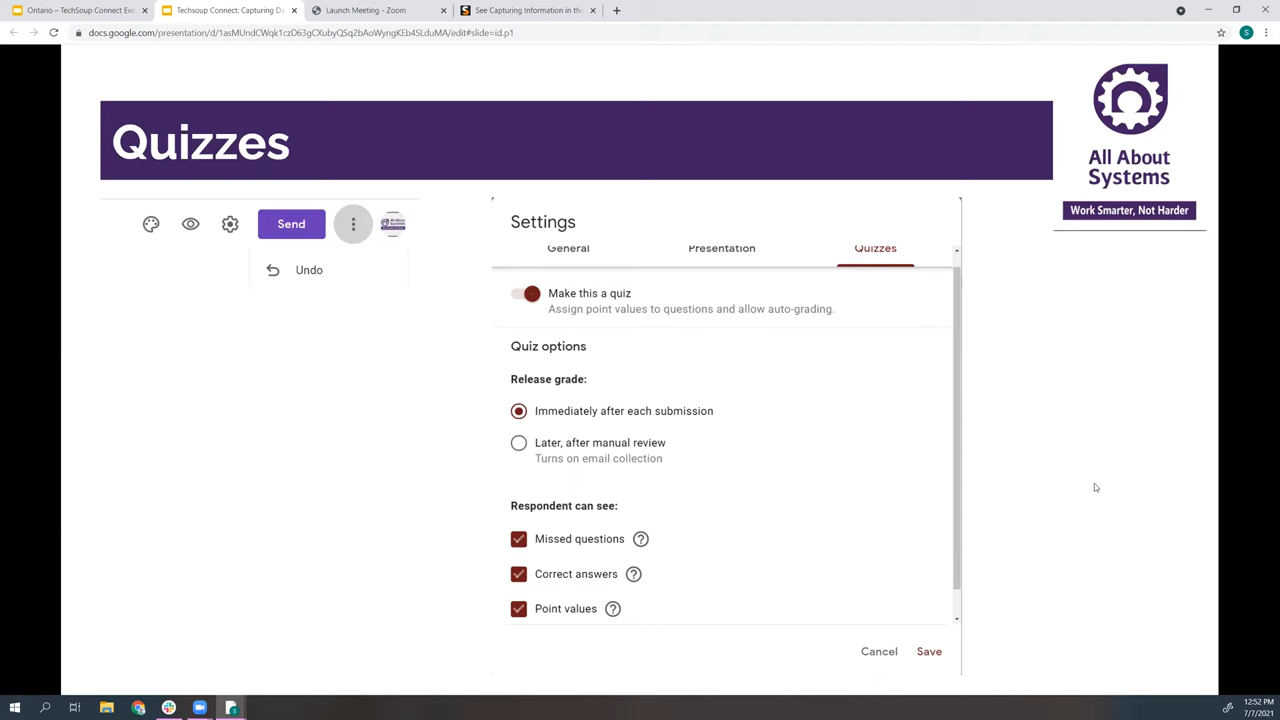 Ontario – TechSoup Connect Eve
Techsoup Connect: Capturing Da
Launch Meeting - Zoom
See Capturing Information in the
docs.google.com/presentation/d/1asMUndCWqk1czD63gCXubyQSq2bAoWyngKEb4SLduMA/edit#slide=id.p1
S
Quizzes
All About
Systems
Work Smarter, Not Harder
Send
Undo
Settings
General
Presentation
Quizzes
Make this a quiz
Assign point values to questions and allow auto-grading.
Quiz options
Release grade:
Immediately after each submission
Later, after manual review
Turns on email collection
Respondent can see:
Missed questions
Correct answers
Point values
Cancel
Save
12:52 PM
7/7/2021